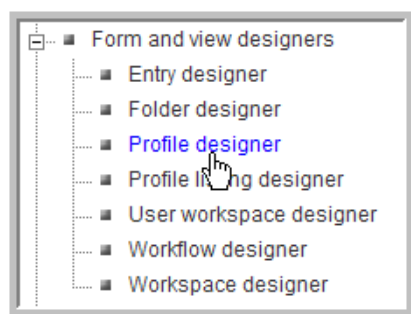 Form and view designers
Entry designer
Folder designer
Profile designer
Profile designer
User workspace designer
Workflow designer
Workspace designer